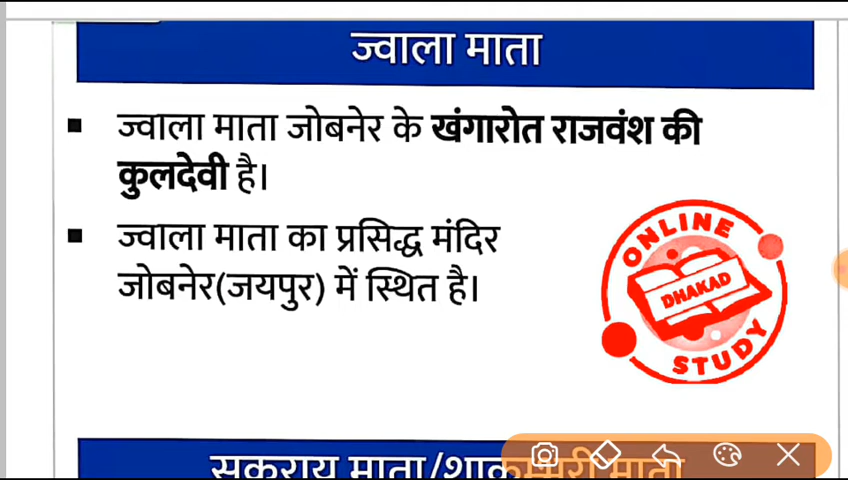 ज्वाला माता
▪ ज्वाला माता जोबनेर के खंगारोत राजवंश की
कुलदेवी है।
▪ ज्वाला माता का प्रसिद्ध मंदिर
जोबनेर(जयपुर) में स्थित है।
ONLINE
DHAKAD
STUDY
सकराय माता/शाकम्भरी माता